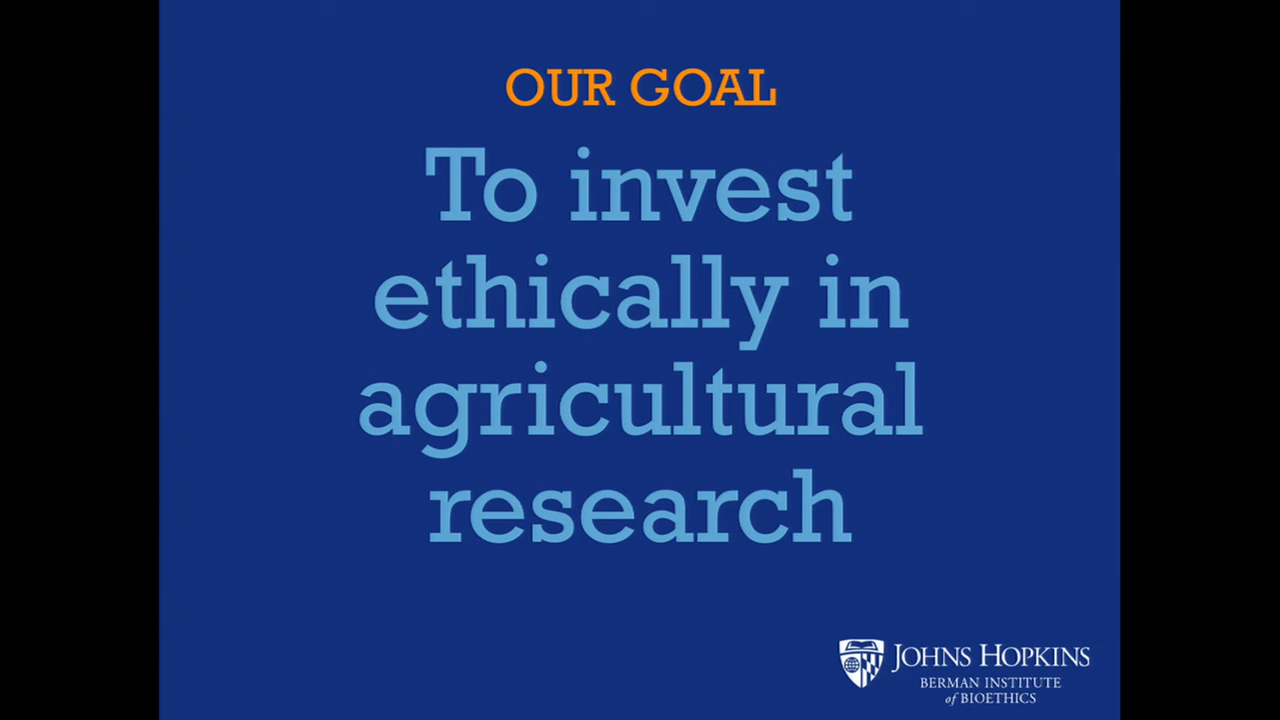 OUR GOAL
To invest
ethically in
agricultural
research
JOHNS HOPKINS
BERMAN INSTITUTE
of BIOETHICS